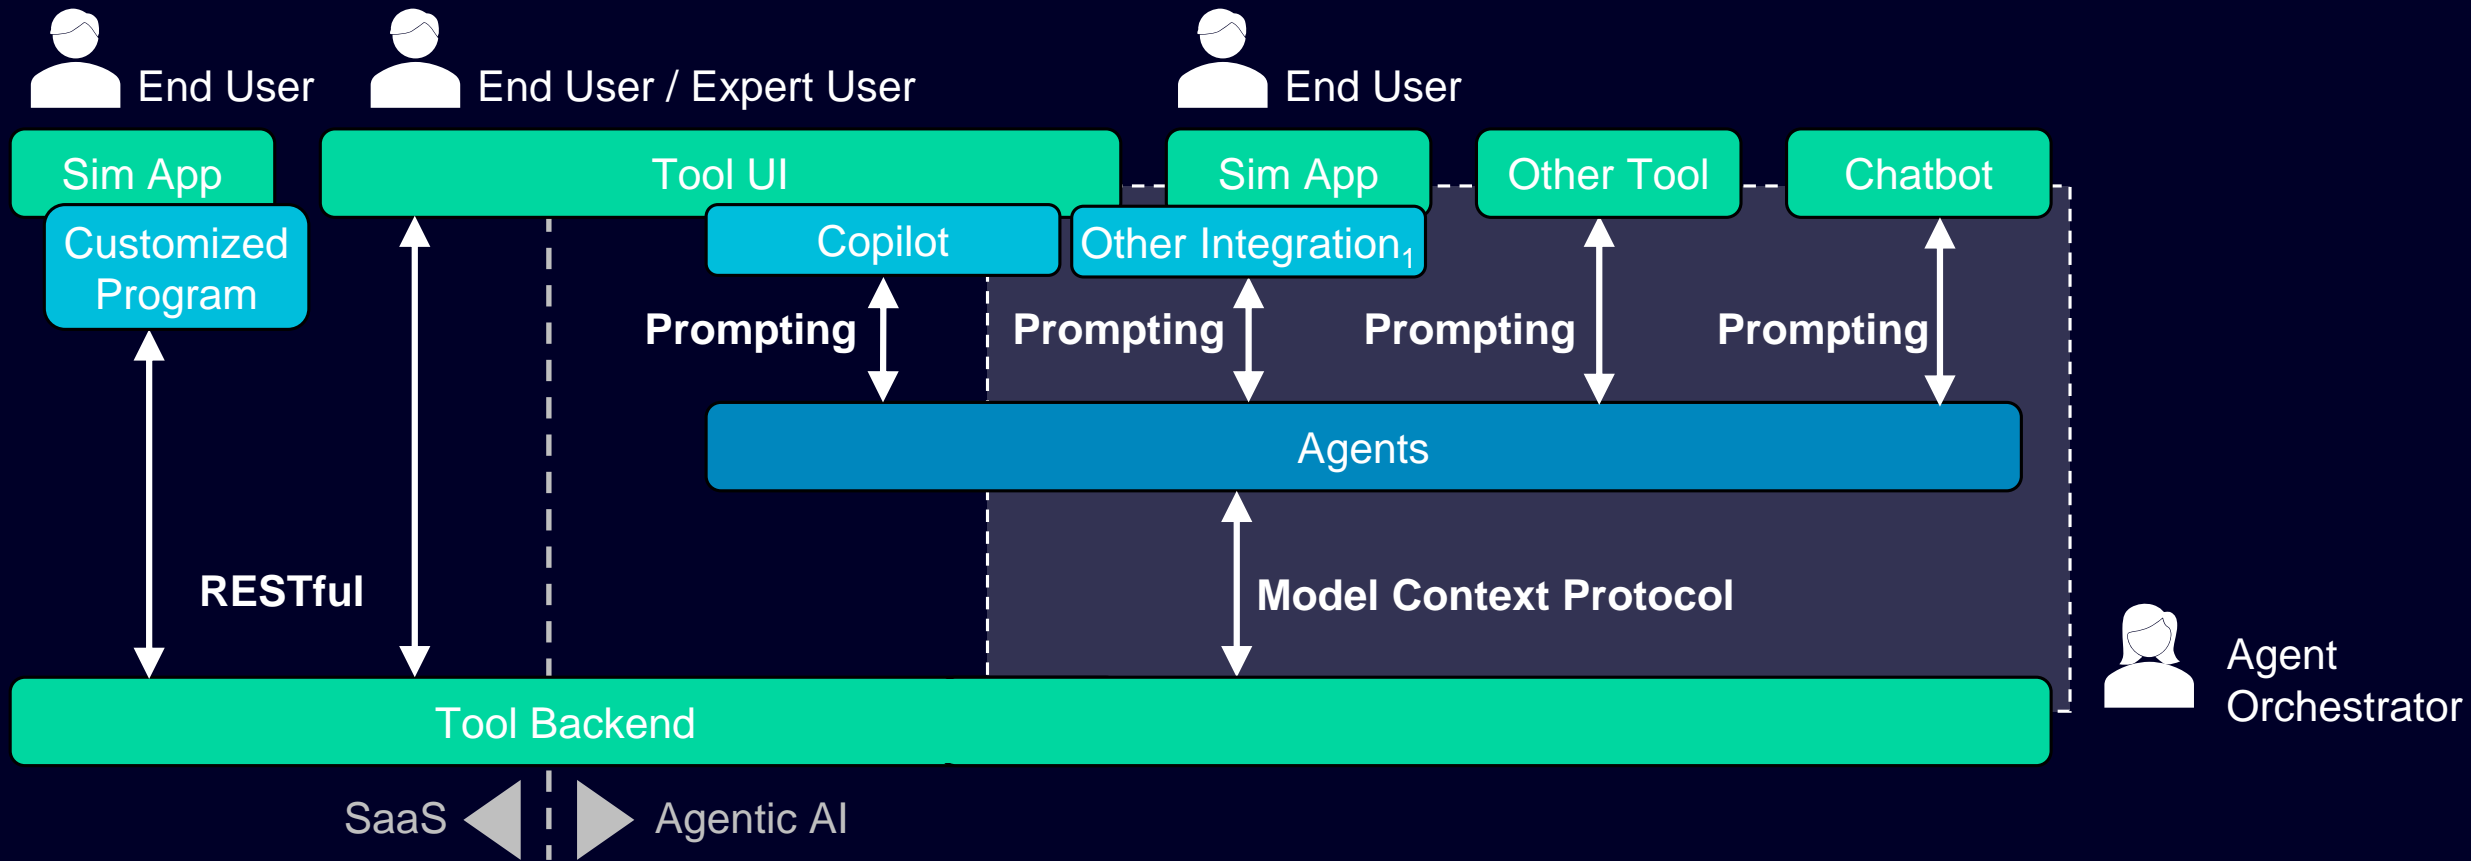 End User
End User / Expert User
End User
Sim App
Tool UI
Sim App
Other Tool
Chatbot
Customized
Program
Copilot
Other Integration1
Prompting
Prompting
Prompting
Prompting
Agents
RESTful
Model Context Protocol
Agent
Orchestrator
Tool Backend
SaaS
Agentic AI